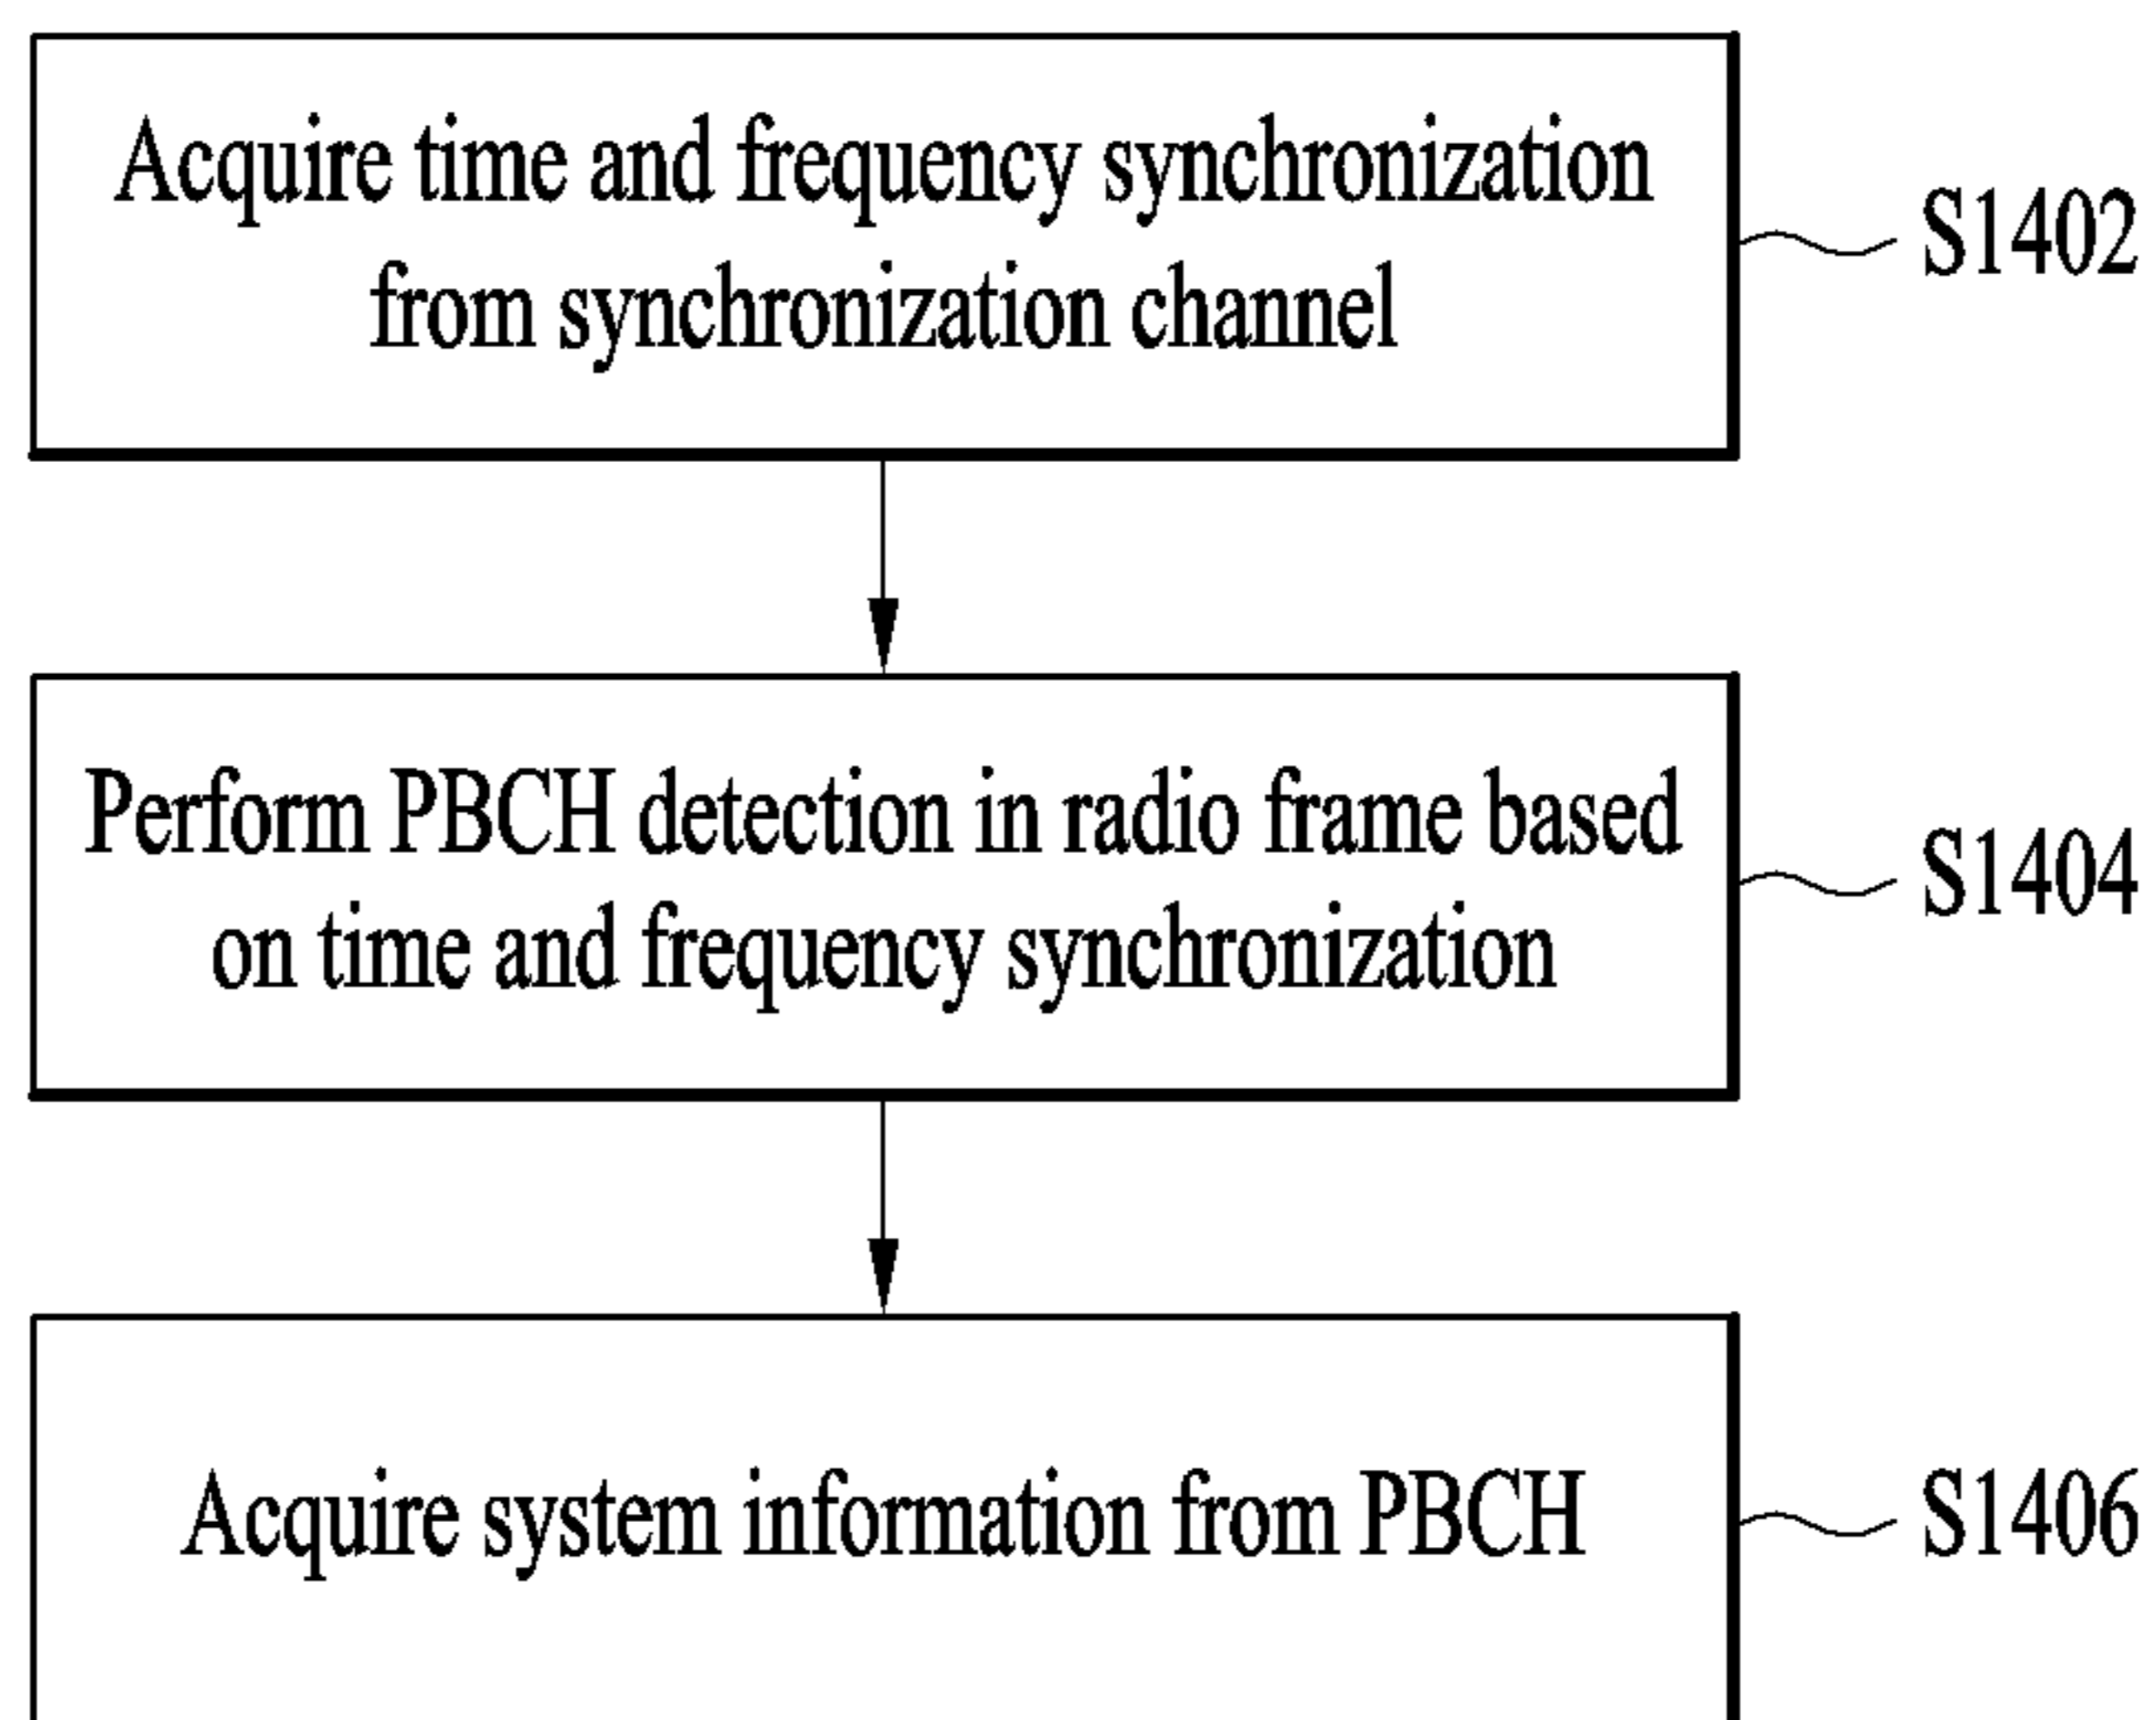 Acquire time and frequency synchronization
from synchronization channel
S1402
Perform PBCH detection in radio frame based
on time and frequency synchronization
S1404
Acquire system information from PBCH
S1406